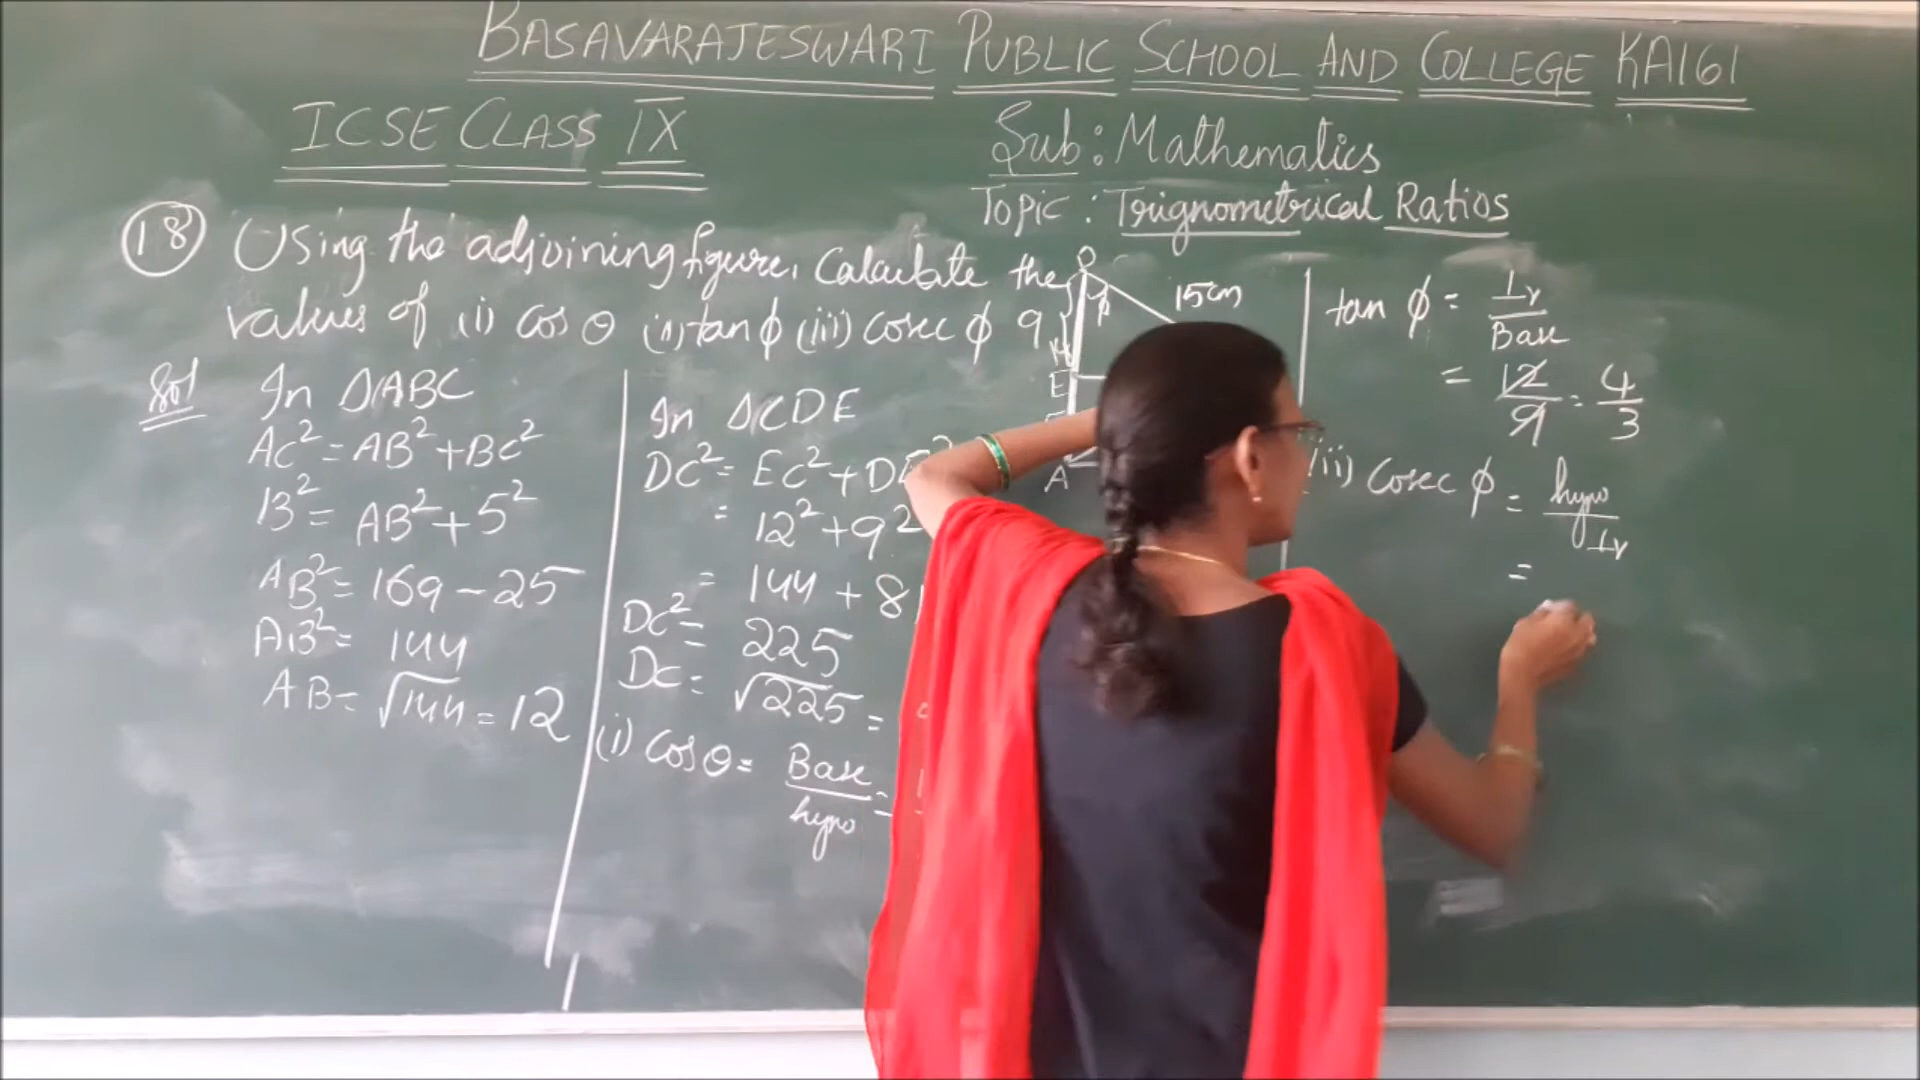 BASAVARAJESWARI PUBLIC SCHOOL AND COLLEGE KA161
ICSE CLASS IX
Sub: Mathematics
Topic: Trignometrical Ratios
(18) Using the adjoining figure, Calculate the
values of (i) cos θ (ii) tan ϕ (iii) cosec ϕ
Sol
In △ABC
AC² = AB² + BC²
13² = AB² + 5²
AB² = 169 - 25
AB² = 144
AB = √144 = 12
In △CDE
DC² = EC² + DE²
= 12² + 9²
= 144 + 81
DC² = 225
DC = √225 =
(i) Cos θ = Base/hypo =
D
15cm
9
E
A
tan ϕ = ⊥r/Base
= 12/9 = 4/3
(iii) Cosec ϕ = hypo/⊥r
=